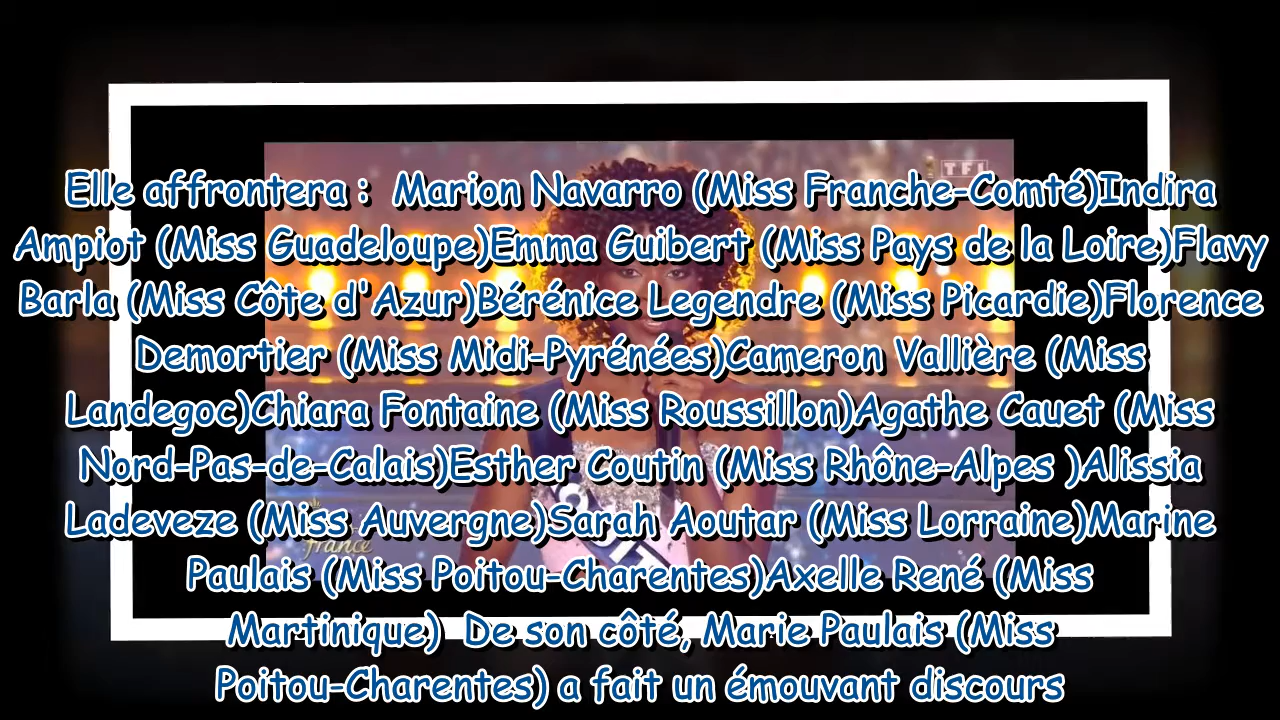 TF1
Elle affrontera :  Marion Navarro (Miss Franche-Comté)Indira
Ampiot (Miss Guadeloupe)Emma Guibert (Miss Pays de la Loire)Flavy
Barla (Miss Côte d'Azur)Bérénice Legendre (Miss Picardie)Florence
Demortier (Miss Midi-Pyrénées)Cameron Vallière (Miss
Landegoc)Chiara Fontaine (Miss Roussillon)Agathe Cauet (Miss
Nord-Pas-de-Calais)Esther Coutin (Miss Rhône-Alpes )Alissia
Ladeveze (Miss Auvergne)Sarah Aoutar (Miss Lorraine)Marine
france
Paulais (Miss Poitou-Charentes)Axelle René (Miss
Martinique)  De son côté, Marie Paulais (Miss
Poitou-Charentes) a fait un émouvant discours